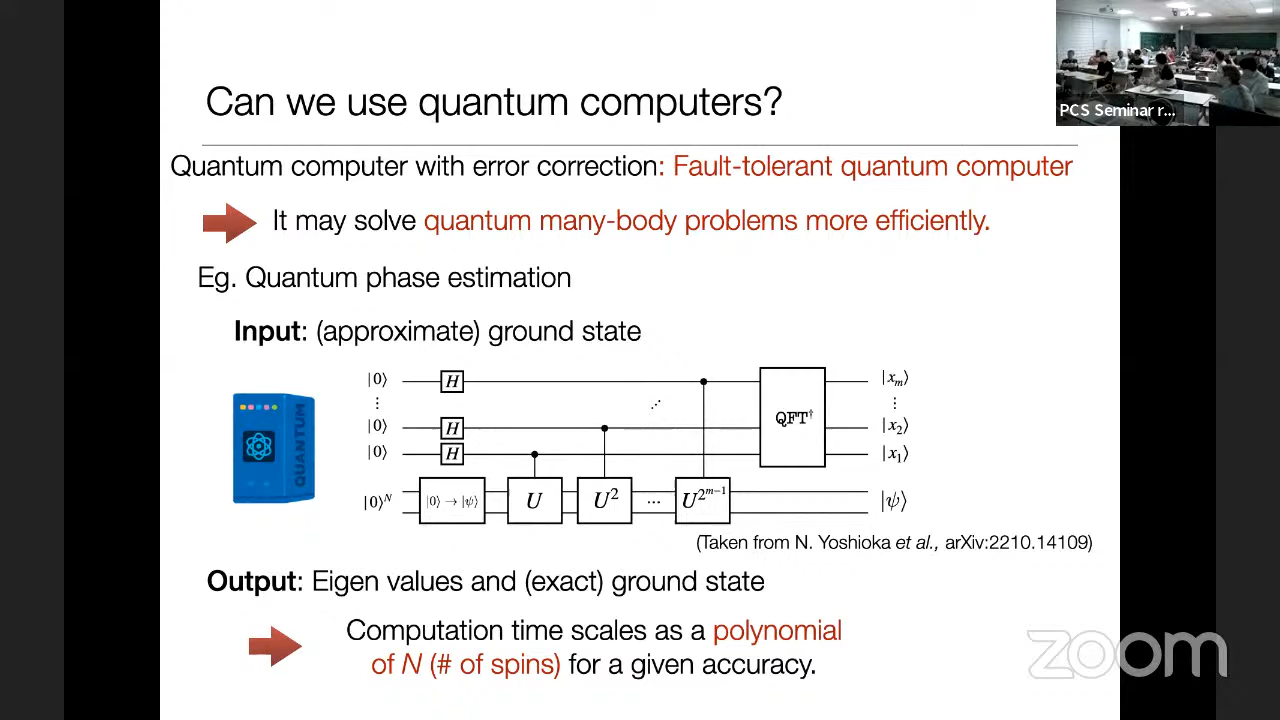 Can we use quantum computers?
PCS Seminar r...
Quantum computer with error correction: Fault-tolerant quantum computer
It may solve quantum many-body problems more efficiently.
Eg. Quantum phase estimation
Input: (approximate) ground state
|0⟩ H |x_m⟩
⋮ ⋰ ⋮
|0⟩ H QFT† |x_2⟩
|0⟩ H |x_1⟩
QUANTUM
|0⟩^N |0⟩ → |ψ⟩ U U^2 ... U^{2^{m-1}} |ψ⟩
(Taken from N. Yoshioka et al., arXiv:2210.14109)
Output: Eigen values and (exact) ground state
Computation time scales as a polynomial
of N (# of spins) for a given accuracy.
zoom